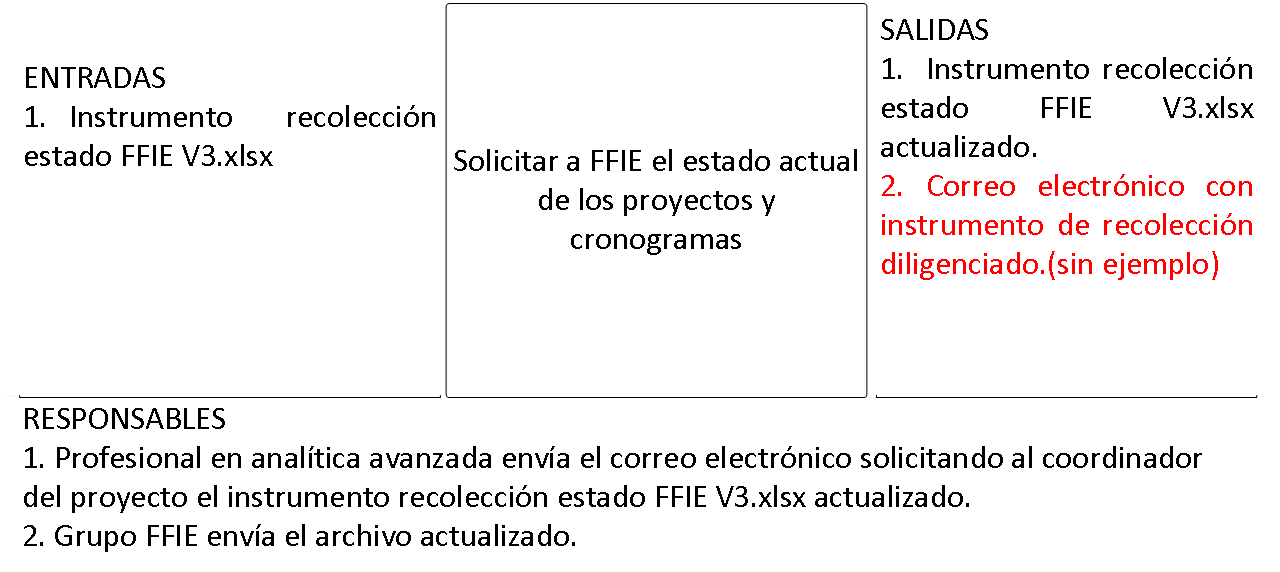 ENTRADAS
1. Instrumento recolección
estado FFIE V3.xlsx
Solicitar a FFIE el estado actual
de los proyectos y
cronogramas
SALIDAS
1. Instrumento recolección
estado FFIE V3.xlsx
actualizado.
2. Correo electrónico con
instrumento de recolección
diligenciado.(sin ejemplo)
RESPONSABLES
1. Profesional en analítica avanzada envía el correo electrónico solicitando al coordinador
del proyecto el instrumento recolección estado FFIE V3.xlsx actualizado.
2. Grupo FFIE envía el archivo actualizado.